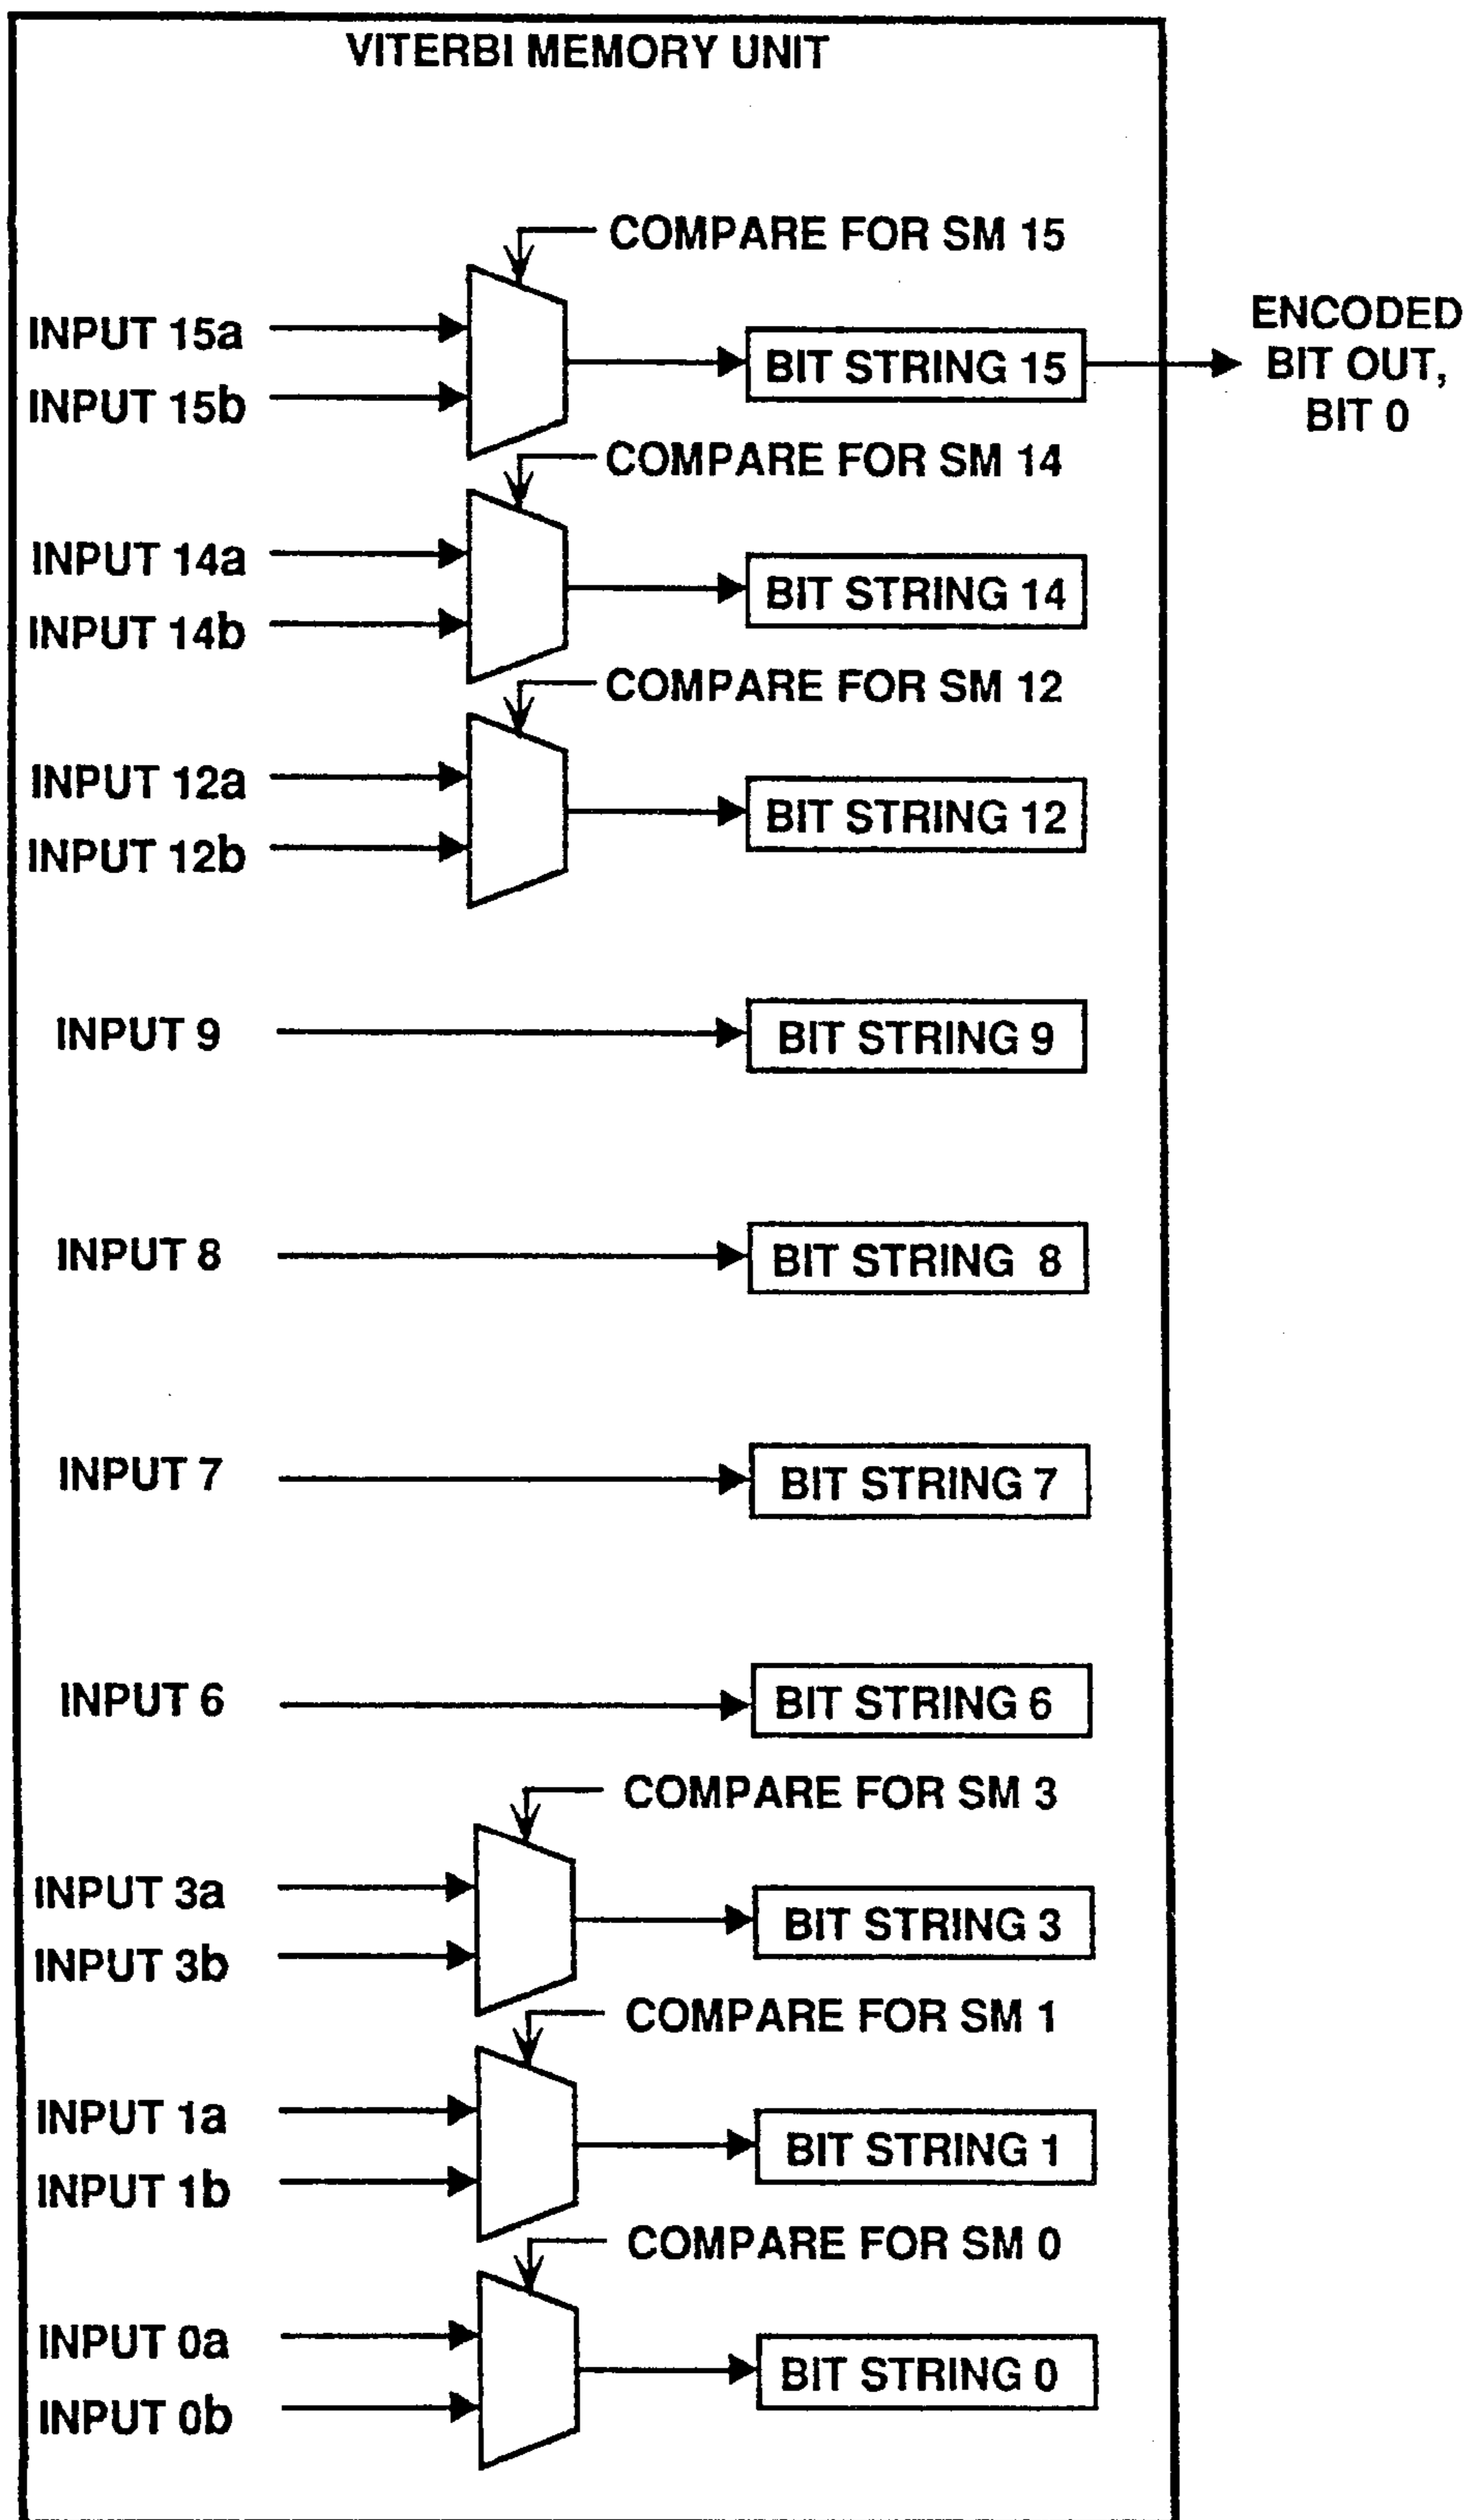 VITERBI MEMORY UNIT
COMPARE FOR SM 15
INPUT 15a
INPUT 15b
BIT STRING 15
ENCODED
BIT OUT,
BIT 0
COMPARE FOR SM 14
INPUT 14a
INPUT 14b
BIT STRING 14
COMPARE FOR SM 12
INPUT 12a
INPUT 12b
BIT STRING 12
INPUT 9
BIT STRING 9
INPUT 8
BIT STRING 8
INPUT 7
BIT STRING 7
INPUT 6
BIT STRING 6
COMPARE FOR SM 3
INPUT 3a
INPUT 3b
BIT STRING 3
COMPARE FOR SM 1
INPUT 1a
INPUT 1b
BIT STRING 1
COMPARE FOR SM 0
INPUT 0a
INPUT 0b
BIT STRING 0